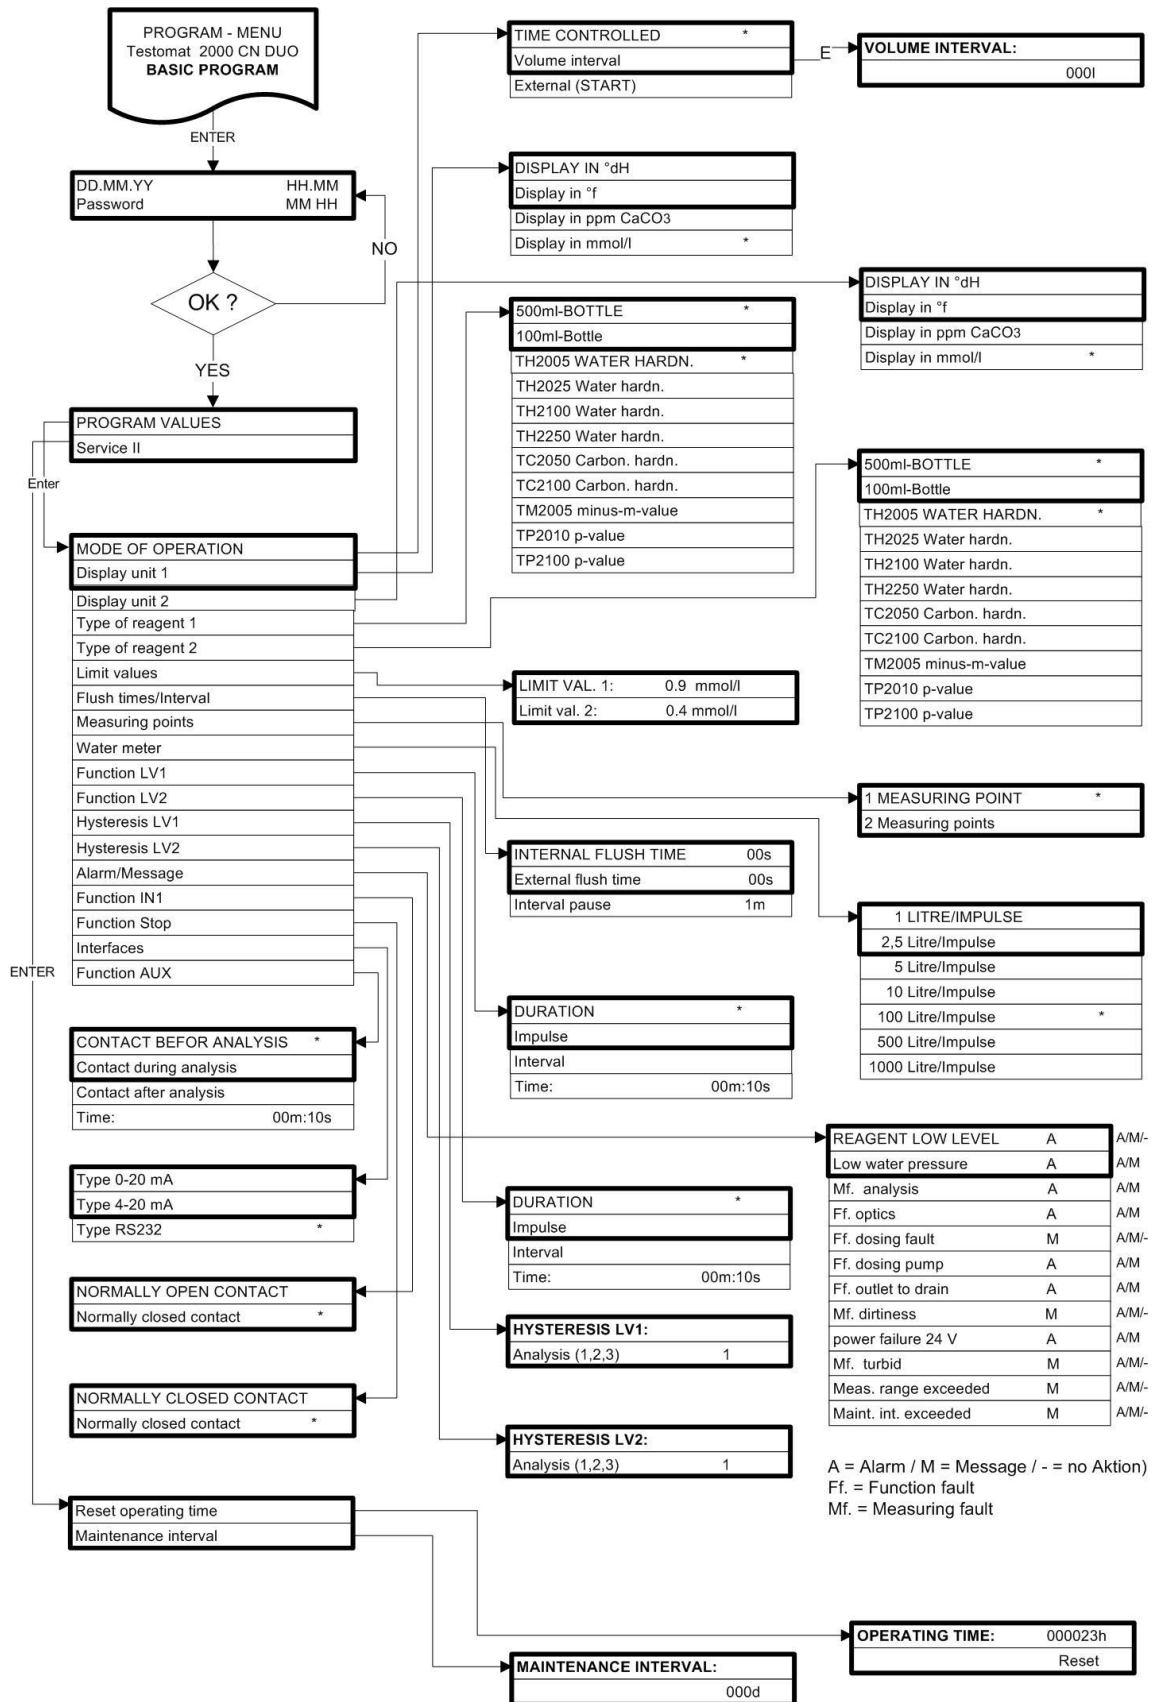 PROGRAM - MENU
Testomat 2000 CN DUO
BASIC PROGRAM
ENTER
DD.MM.YY HH.MM
Password MM HH
NO
OK ?
YES
PROGRAM VALUES
Service II
Enter
ENTER
MODE OF OPERATION
Display unit 1
Display unit 2
Type of reagent 1
Type of reagent 2
Limit values
Flush times/Interval
Measuring points
Water meter
Function LV1
Function LV2
Hysteresis LV1
Hysteresis LV2
Alarm/Message
Function IN1
Function Stop
Interfaces
Function AUX
CONTACT BEFOR ANALYSIS *
Contact during analysis
Contact after analysis
Time: 00m:10s
Type 0-20 mA
Type 4-20 mA
Type RS232 *
NORMALLY OPEN CONTACT
Normally closed contact *
NORMALLY CLOSED CONTACT
Normally closed contact *
Reset operating time
Maintenance interval
TIME CONTROLLED *
Volume interval
External (START)
E
VOLUME INTERVAL:
000l
DISPLAY IN °dH
Display in °f
Display in ppm CaCO3
Display in mmol/l *
DISPLAY IN °dH
Display in °f
Display in ppm CaCO3
Display in mmol/l *
500ml-BOTTLE *
100ml-Bottle
TH2005 WATER HARDN. *
TH2025 Water hardn.
TH2100 Water hardn.
TH2250 Water hardn.
TC2050 Carbon. hardn.
TC2100 Carbon. hardn.
TM2005 minus-m-value
TP2010 p-value
TP2100 p-value
500ml-BOTTLE *
100ml-Bottle
TH2005 WATER HARDN. *
TH2025 Water hardn.
TH2100 Water hardn.
TH2250 Water hardn.
TC2050 Carbon. hardn.
TC2100 Carbon. hardn.
TM2005 minus-m-value
TP2010 p-value
TP2100 p-value
LIMIT VAL. 1: 0.9 mmol/l
Limit val. 2: 0.4 mmol/l
1 MEASURING POINT *
2 Measuring points
INTERNAL FLUSH TIME 00s
External flush time 00s
Interval pause 1m
1 LITRE/IMPULSE
2,5 Litre/Impulse
5 Litre/Impulse
10 Litre/Impulse
100 Litre/Impulse *
500 Litre/Impulse
1000 Litre/Impulse
DURATION *
Impulse
Interval
Time: 00m:10s
DURATION *
Impulse
Interval
Time: 00m:10s
REAGENT LOW LEVEL A A/M/-
Low water pressure A A/M
Mf. analysis A A/M
Ff. optics A A/M
Ff. dosing fault M A/M/-
Ff. dosing pump A A/M
Ff. outlet to drain A A/M
Mf. dirtiness M A/M/-
power failure 24 V A A/M
Mf. turbid M A/M/-
Meas. range exceeded M A/M/-
Maint. int. exceeded M A/M/-
A = Alarm / M = Message / - = no Aktion)
Ff. = Function fault
Mf. = Measuring fault
HYSTERESIS LV1:
Analysis (1,2,3) 1
HYSTERESIS LV2:
Analysis (1,2,3) 1
OPERATING TIME: 000023h
Reset
MAINTENANCE INTERVAL:
000d